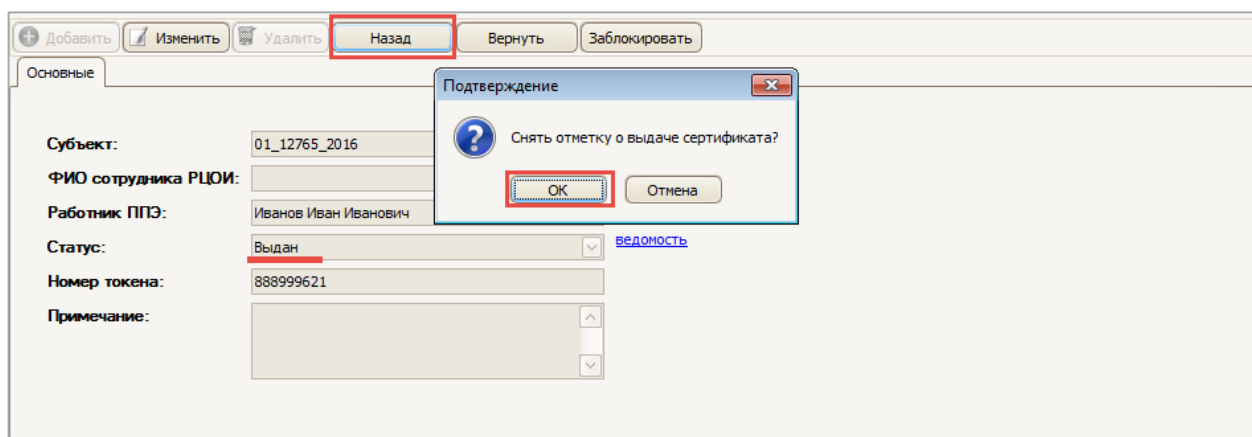 Добавить Изменить Удалить Назад Вернуть Заблокировать
Основные
Подтверждение
Снять отметку о выдаче сертификата?
ОК Отмена
Субъект: 01_12765_2016
ФИО сотрудника РЦОИ:
Работник ППЭ: Иванов Иван Иванович
Статус: Выдан ведомость
Номер токена: 888999621
Примечание: